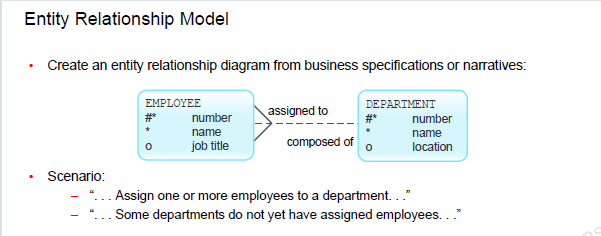 Entity Relationship Model
• Create an entity relationship diagram from business specifications or narratives:
EMPLOYEE
#* number
* name
o job title
assigned to
composed of
DEPARTMENT
#* number
* name
o location
• Scenario:
– “. . . Assign one or more employees to a department. . .”
– “. . . Some departments do not yet have assigned employees. . .”